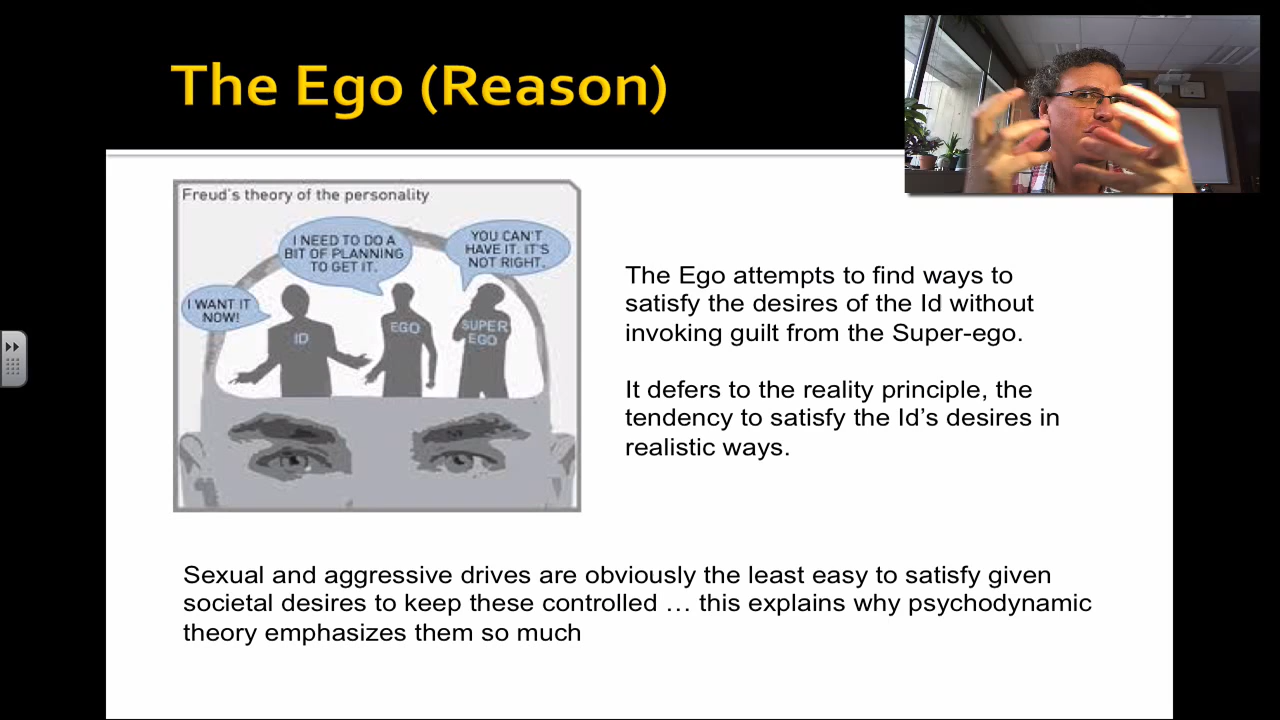 The Ego (Reason)
Freud's theory of the personality
I NEED TO DO A
BIT OF PLANNING
TO GET IT.
YOU CAN'T
HAVE IT. IT'S
NOT RIGHT.
I WANT IT
NOW!
ID
EGO
SUPER
EGO
The Ego attempts to find ways to
satisfy the desires of the Id without
invoking guilt from the Super-ego.
It defers to the reality principle, the
tendency to satisfy the Id’s desires in
realistic ways.
Sexual and aggressive drives are obviously the least easy to satisfy given
societal desires to keep these controlled … this explains why psychodynamic
theory emphasizes them so much